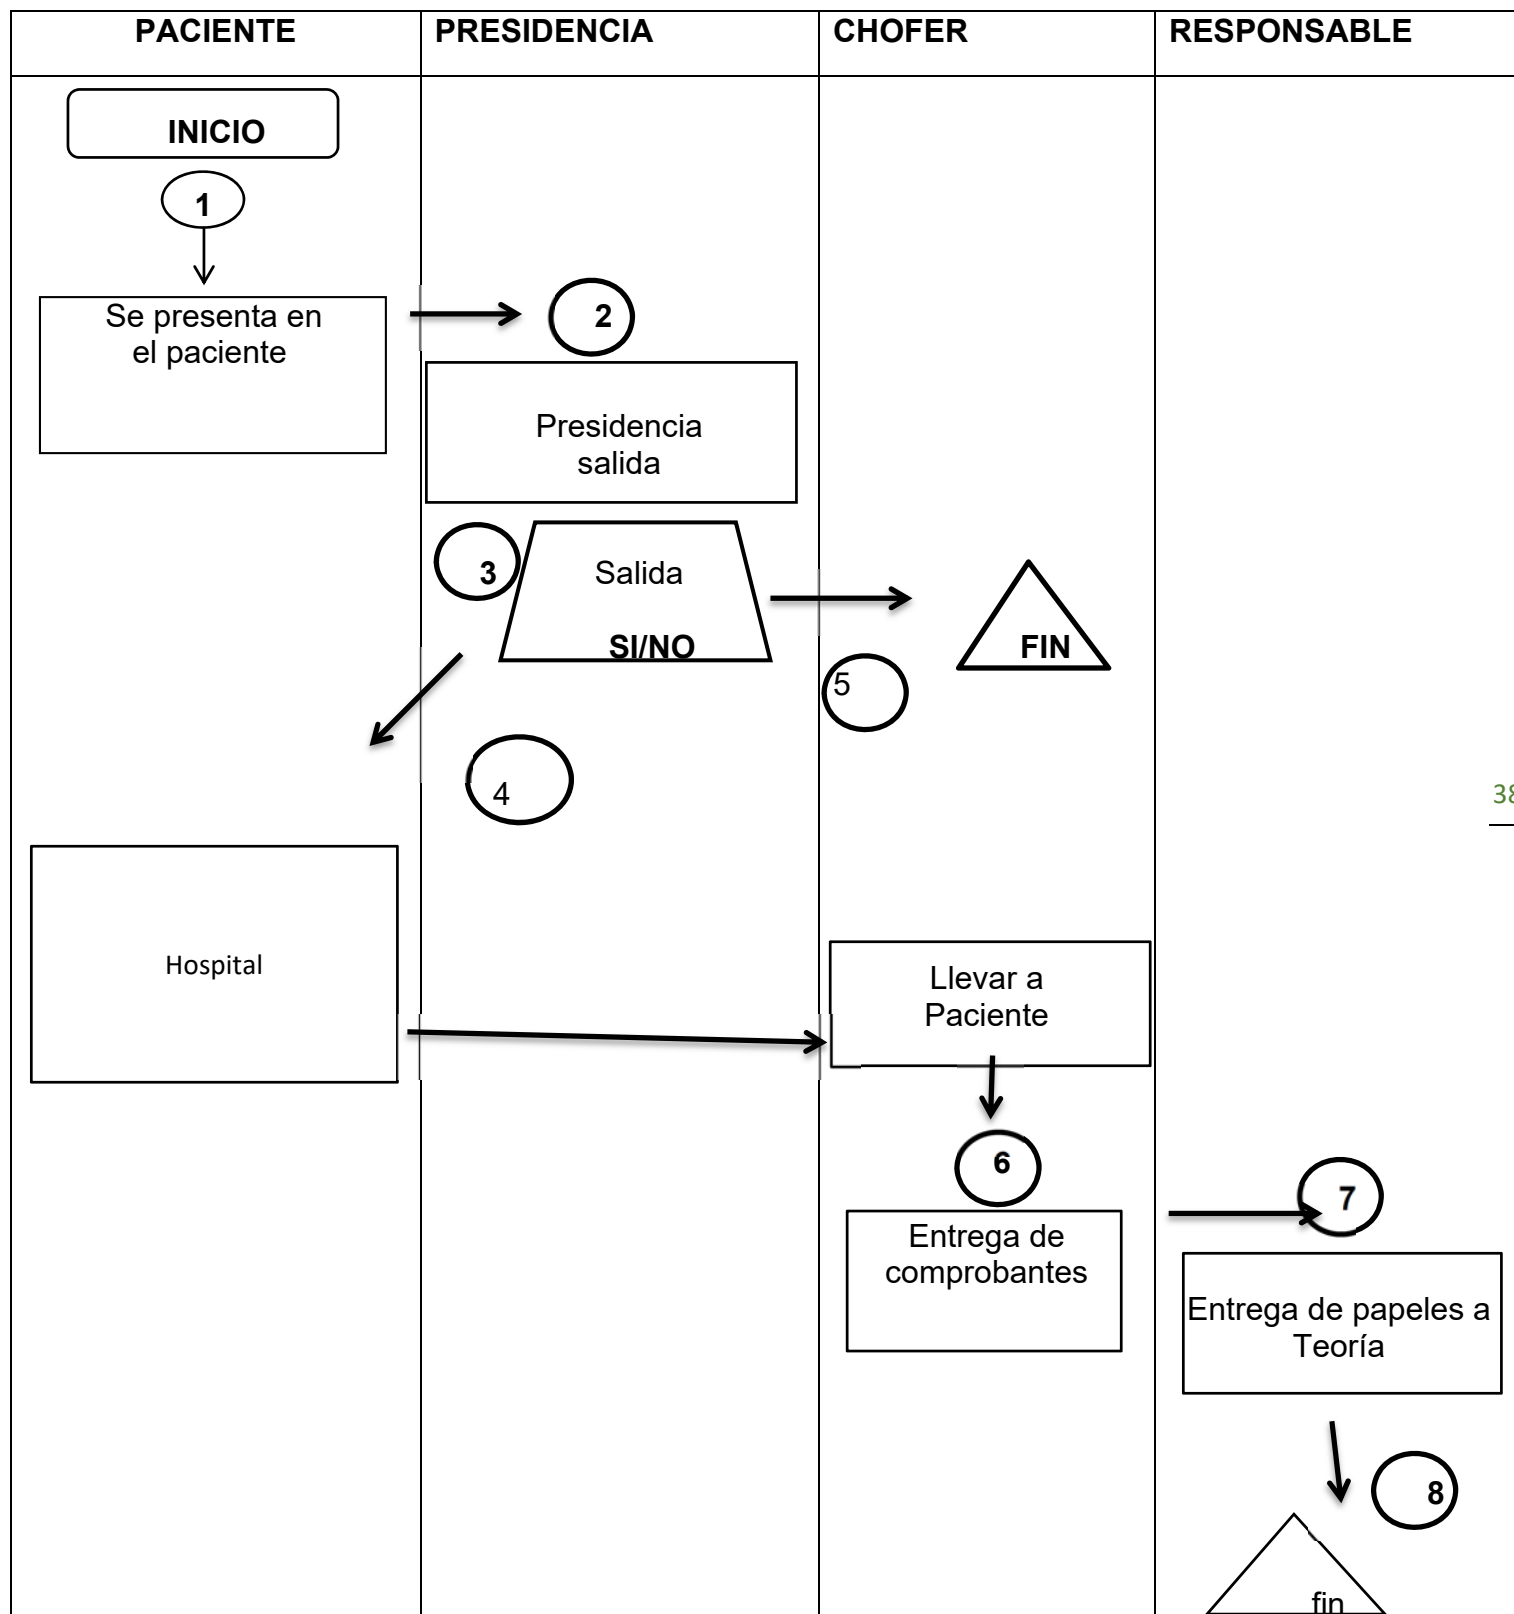 PACIENTE PRESIDENCIA CHOFER RESPONSABLE
INICIO
1
Se presenta en
el paciente
2
Presidencia
salida
3
Salida
SI/NO
FIN
5
4
38
Hospital
Llevar a
Paciente
6
7
Entrega de
comprobantes
Entrega de papeles a
Teoría
8
fin